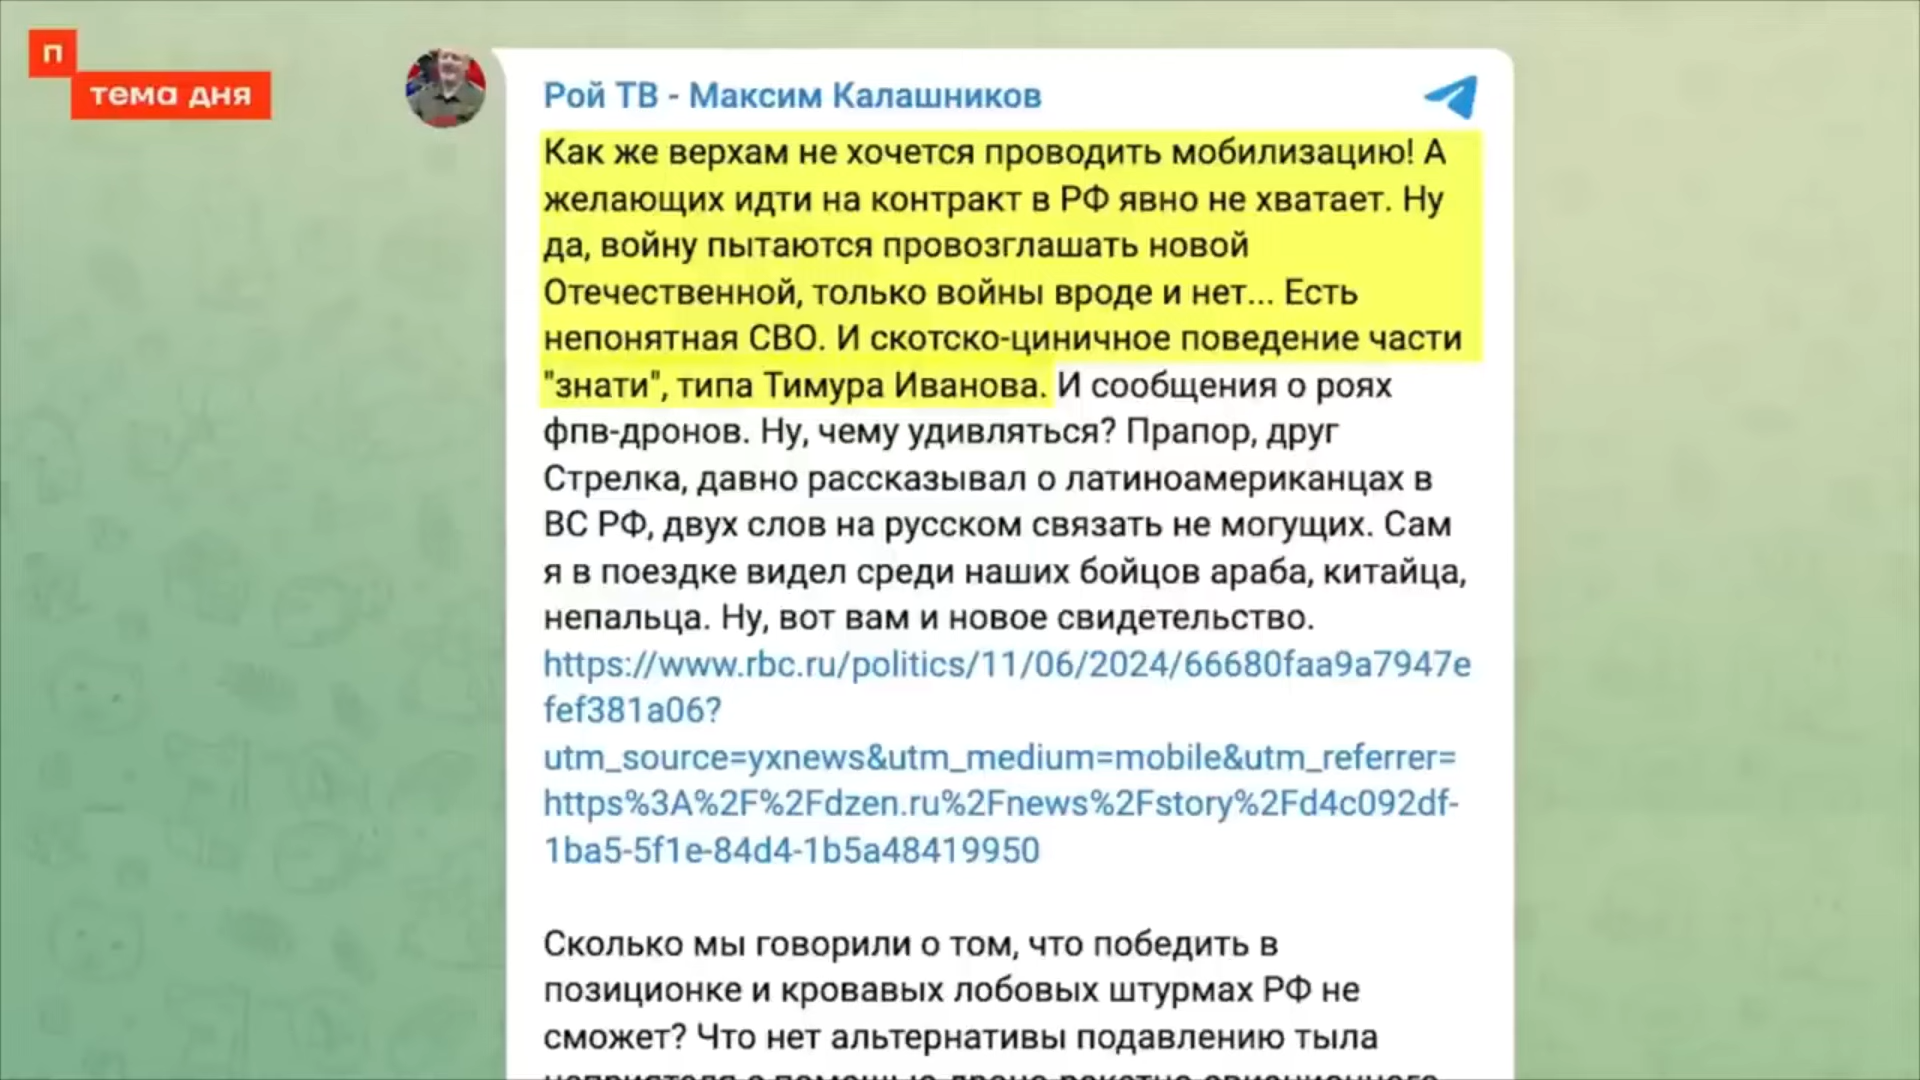 П
тема дня
Рой ТВ - Максим Калашников
Как же верхам не хочется проводить мобилизацию! А
желающих идти на контракт в РФ явно не хватает. Ну
да, войну пытаются провозглашать новой
Отечественной, только войны вроде и нет... Есть
непонятная СВО. И скотско-циничное поведение части
"знати", типа Тимура Иванова. И сообщения о роях
фпв-дронов. Ну, чему удивляться? Прапор, друг
Стрелка, давно рассказывал о латиноамериканцах в
ВС РФ, двух слов на русском связать не могущих. Сам
я в поездке видел среди наших бойцов араба, китайца,
непальца. Ну, вот вам и новое свидетельство.
https://www.rbc.ru/politics/11/06/2024/66680faa9a7947e
fef381a06?
utm_source=yxnews&utm_medium=mobile&utm_referrer=
https%3A%2F%2Fdzen.ru%2Fnews%2Fstory%2Fd4c092df-
1ba5-5f1e-84d4-1b5a48419950
Сколько мы говорили о том, что победить в
позиционке и кровавых лобовых штурмах РФ не
сможет? Что нет альтернативы подавлению тыла